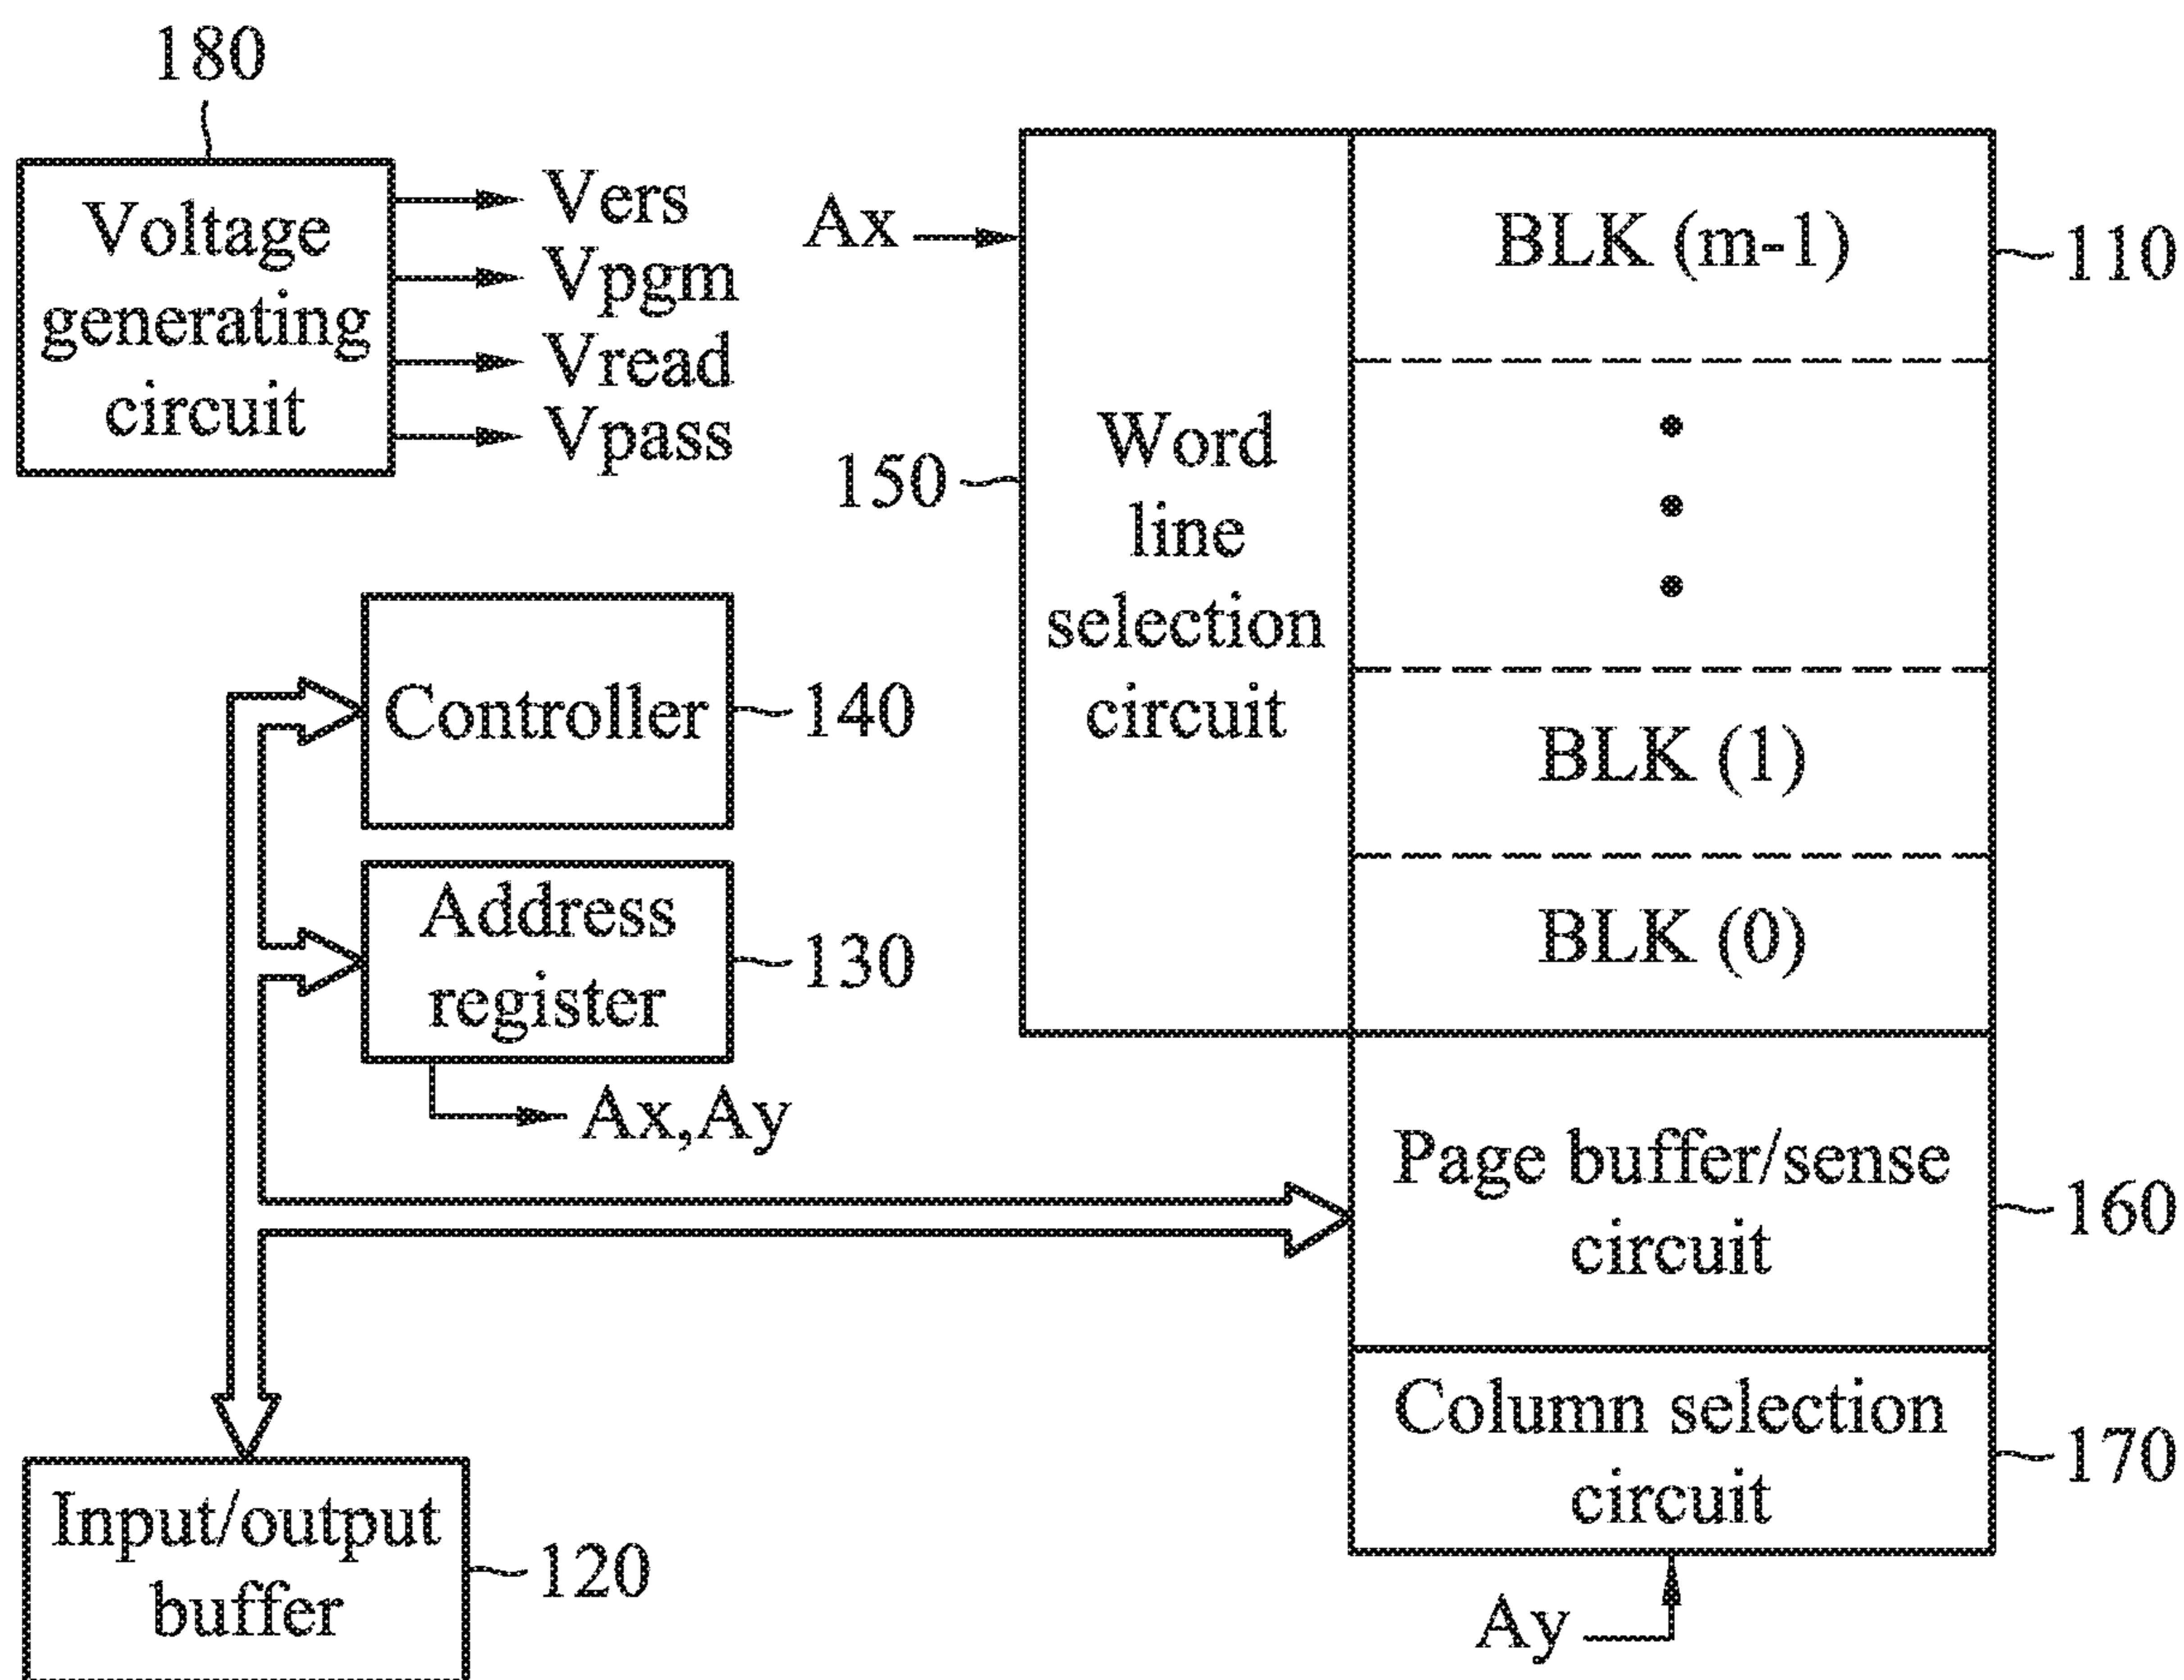 180
Voltage
generating
circuit
Vers
Vpgm
Vread
Vpass
Ax
150
Word
line
selection
circuit
BLK (m-1)
110
BLK (1)
BLK (0)
Controller
140
Address
register
130
Ax,Ay
Page buffer/sense
circuit
160
Column selection
circuit
170
Ay
Input/output
buffer
120